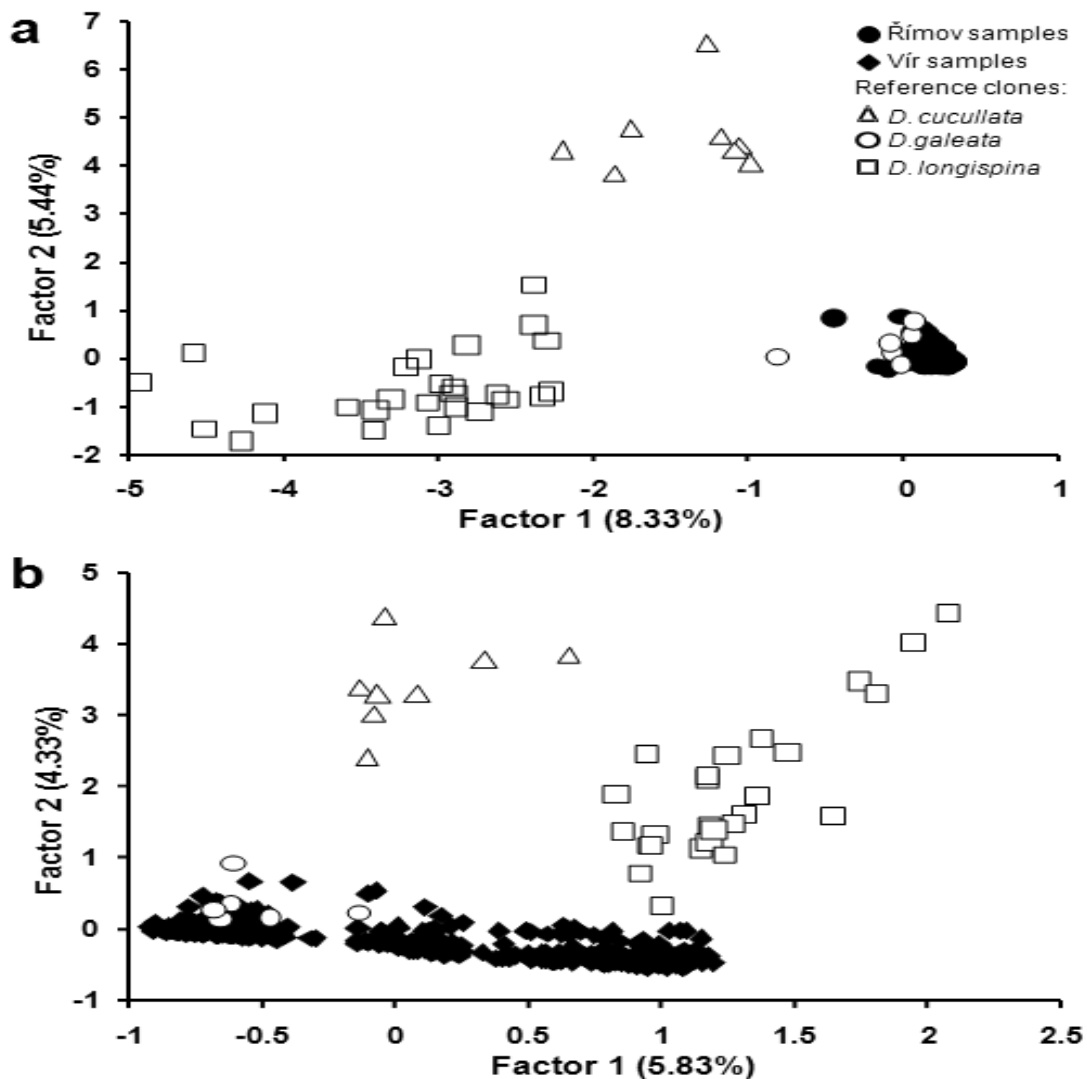 a
Římov samples
Vír samples
Reference clones:
D. cucullata
D.galeata
D. longispina
7
6
5
4
3
2
1
0
-1
-2
Factor 2 (5.44%)
-5 -4 -3 -2 -1 0 1
Factor 1 (8.33%)
b
5
4
3
2
1
0
-1
Factor 2 (4.33%)
-1 -0.5 0 0.5 1 1.5 2 2.5
Factor 1 (5.83%)